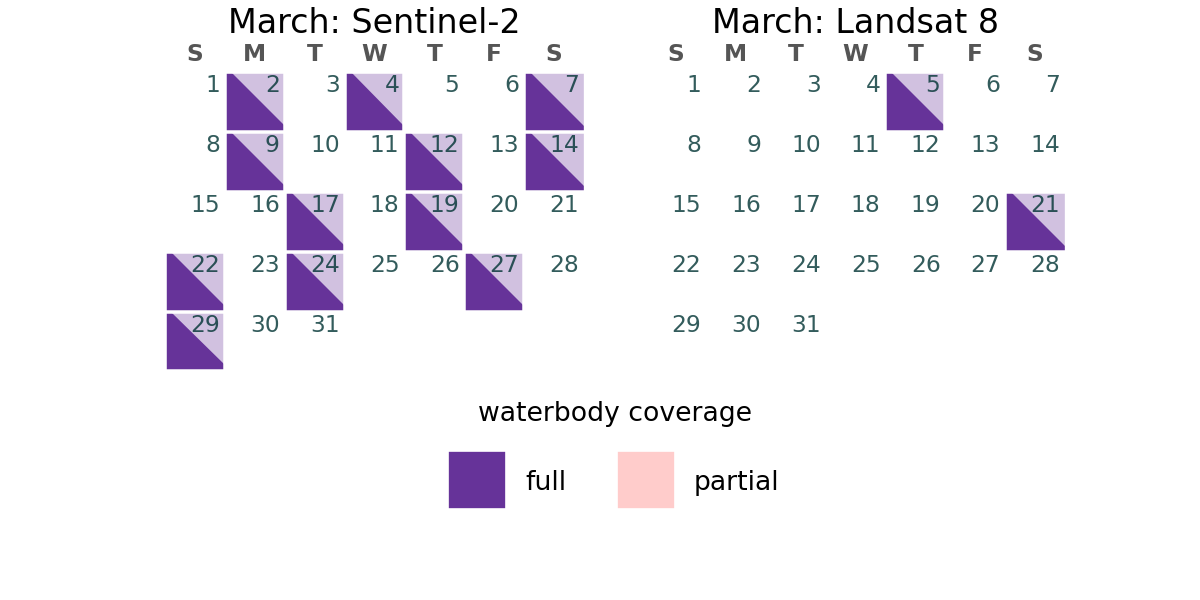 March: Sentinel-2
S M T W T F S
1 2 3 4 5 6 7
8 9 10 11 12 13 14
15 16 17 18 19 20 21
22 23 24 25 26 27 28
29 30 31
March: Landsat 8
S M T W T F S
1 2 3 4 5 6 7
8 9 10 11 12 13 14
15 16 17 18 19 20 21
22 23 24 25 26 27 28
29 30 31
waterbody coverage
full partial